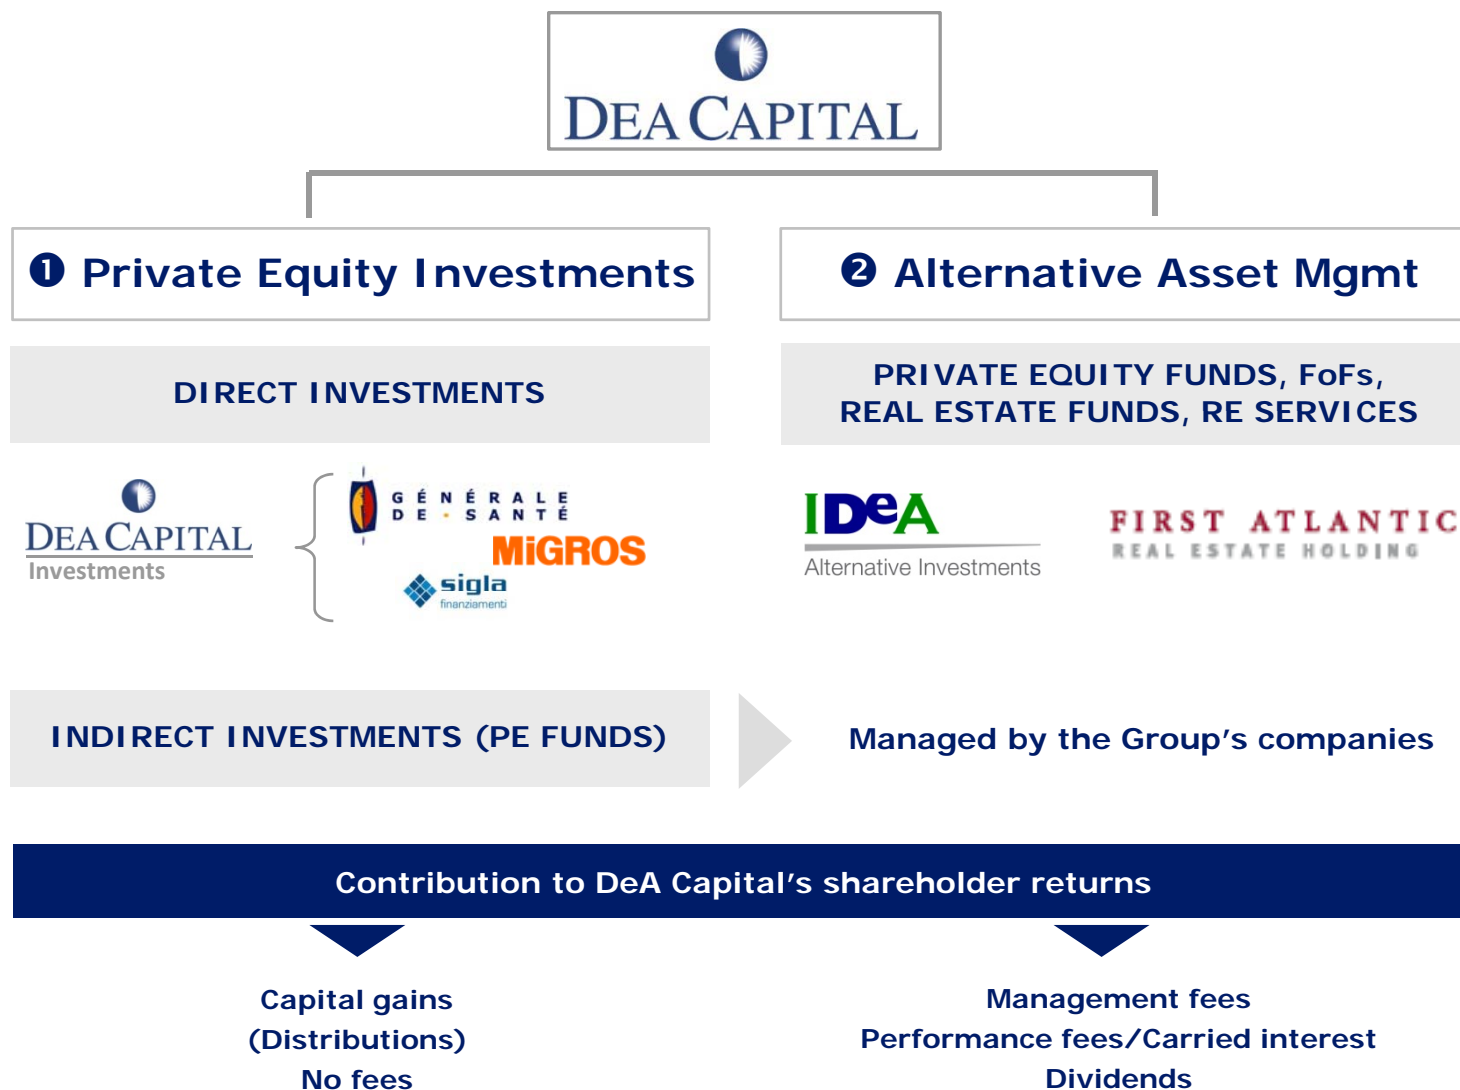 DEA CAPITAL
❶ Private Equity Investments
❷ Alternative Asset Mgmt
DIRECT INVESTMENTS
PRIVATE EQUITY FUNDS, FoFs,
REAL ESTATE FUNDS, RE SERVICES
DEA CAPITAL
Investments
GÉNÉRALE
DE · SANTÉ
MiGROS
sigla
finanziamenti
IDeA
Alternative Investments
FIRST ATLANTIC
REAL ESTATE HOLDING
INDIRECT INVESTMENTS (PE FUNDS)
Managed by the Group’s companies
Contribution to DeA Capital’s shareholder returns
Capital gains
(Distributions)
No fees
Management fees
Performance fees/Carried interest
Dividends